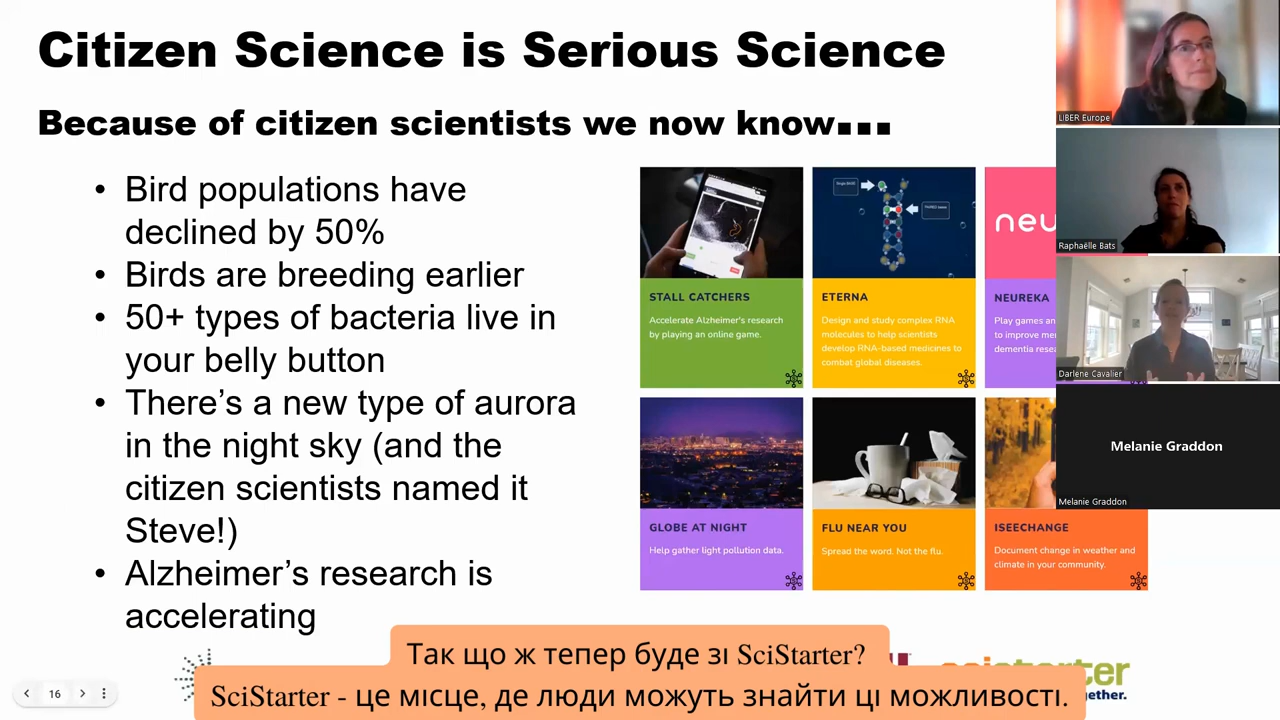 Citizen Science is Serious Science
Because of citizen scientists we now know...
• Bird populations have
declined by 50%
• Birds are breeding earlier
• 50+ types of bacteria live in
your belly button
• There’s a new type of aurora
in the night sky (and the
citizen scientists named it
Steve!)
• Alzheimer’s research is
accelerating
STALL CATCHERS
Accelerate Alzheimer's research
by playing an online game.
ETERNA
Design and study complex RNA
molecules to help scientists
develop RNA-based medicines to
combat global diseases.
neu
NEUREKA
Play games an
to improve me
dementia resea
GLOBE AT NIGHT
Help gather light pollution data.
FLU NEAR YOU
Spread the word. Not the flu.
ISEECHANGE
Document change in weather and
climate in your community.
LIBER Europe
Raphaëlle Bats
Darlene Cavalier
Melanie Graddon
Melanie Graddon
16
Так що ж тепер буде зі SciStarter?
SciStarter - це місце, де люди можуть знайти ці можливості.